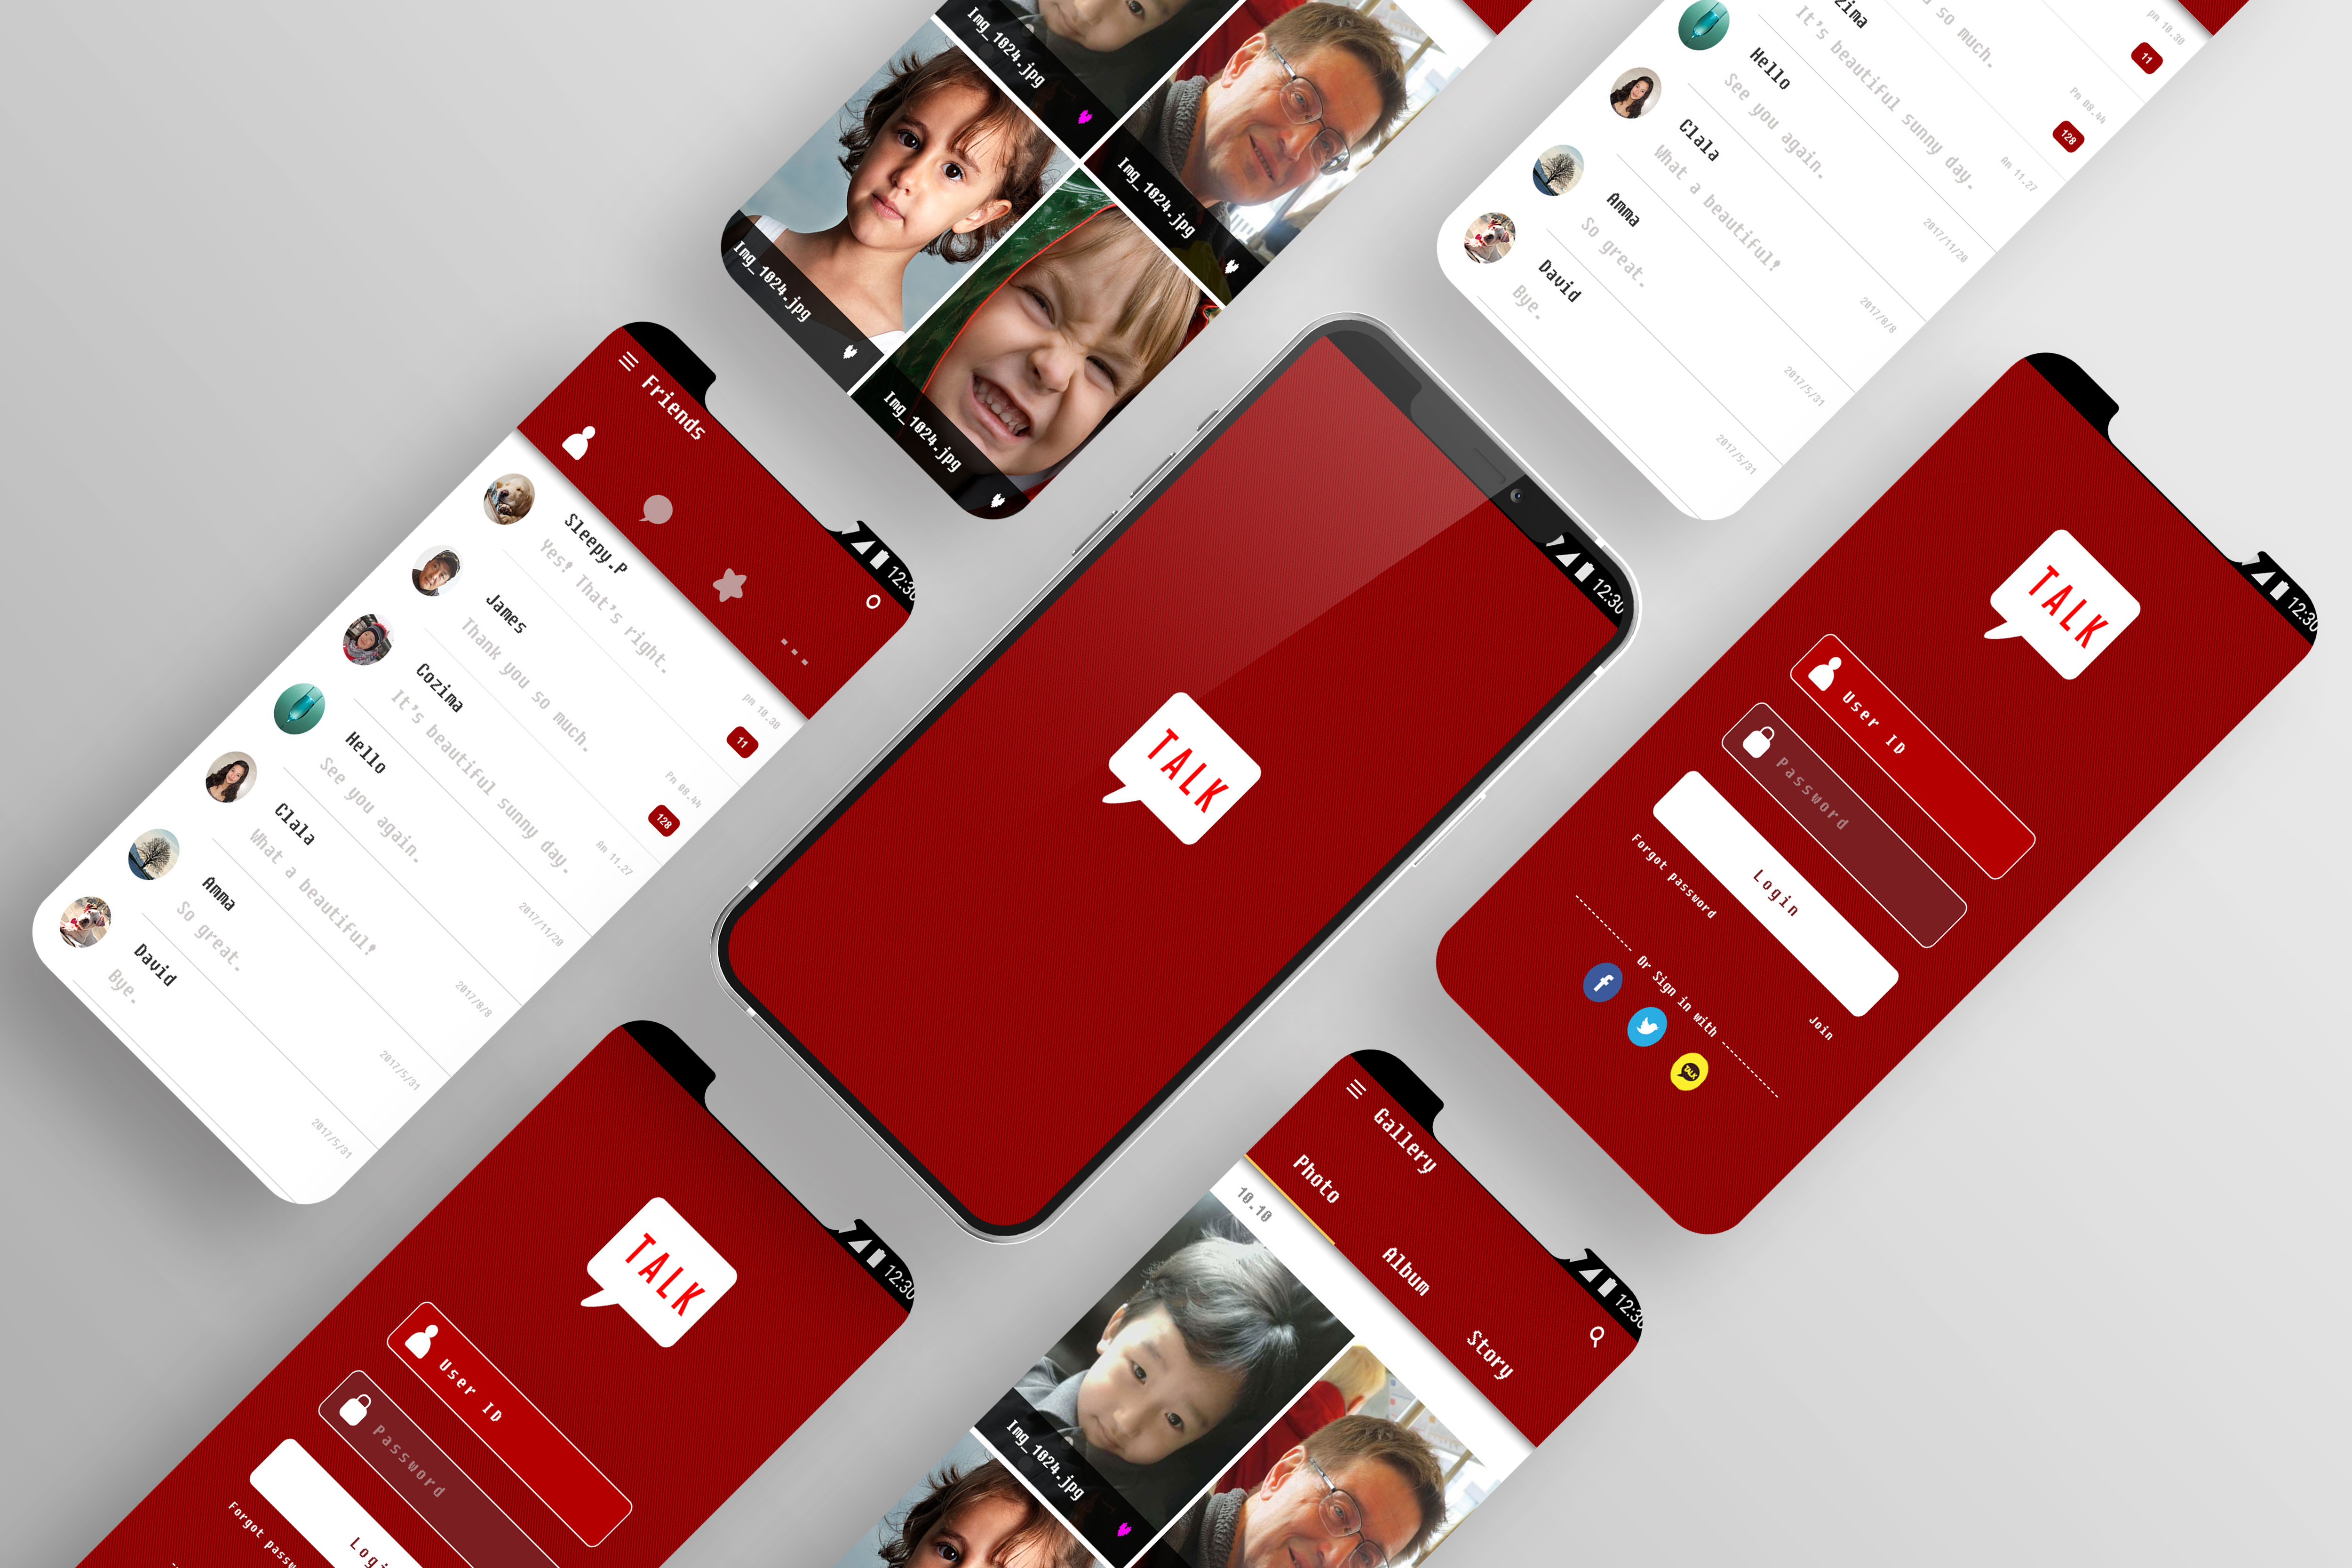 Img_1024.jpg
Img_1024.jpg
Img_1024.jpg
Img_1024.jpg
so much.
pm 10.30
11
It's beautiful sunny day.
Pn 08.44
128
Hello
See you again.
Am 11.27
Clala
What a beautiful!
2017/11/20
Amma
So great.
2017/8/8
David
Bye.
2017/5/31
2017/5/31
12:30
Friends
Sleepy.P
Yes! That's right.
pm 10.30
11
James
Thank you so much.
Pn 08.44
128
Cozima
It's beautiful sunny day.
Am 11.27
Hello
See you again.
2017/11/20
Clala
What a beautiful!
2017/8/8
Amma
So great.
2017/5/31
David
Bye.
2017/5/31
12:30
TALK
12:30
TALK
User ID
Password
Login
Forgot password
Join
Or Sign in with
f
TALK
12:30
TALK
User ID
Password
Forgot
12:30
Gallery
Photo
Album
Story
10.10
Img_1024.jpg